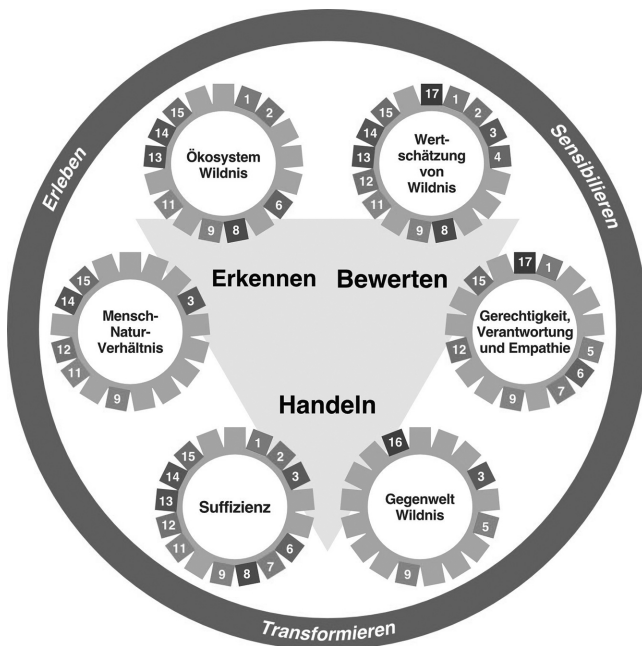 Erleben
Sensibilieren
Transformieren
Erkennen
Bewerten
Handeln
Ökosystem
Wildnis
1
2
6
8
9
11
13
14
15
Wert-
schätzung
von
Wildnis
17
1
2
3
4
8
9
11
12
13
14
15
Mensch-
Natur-
Verhältnis
3
9
11
12
14
15
Gerechtigkeit,
Verantwortung
und Empathie
17
1
5
6
7
9
12
15
Suffizienz
1
2
3
6
7
8
9
11
12
13
14
15
Gegenwelt
Wildnis
16
3
5
9